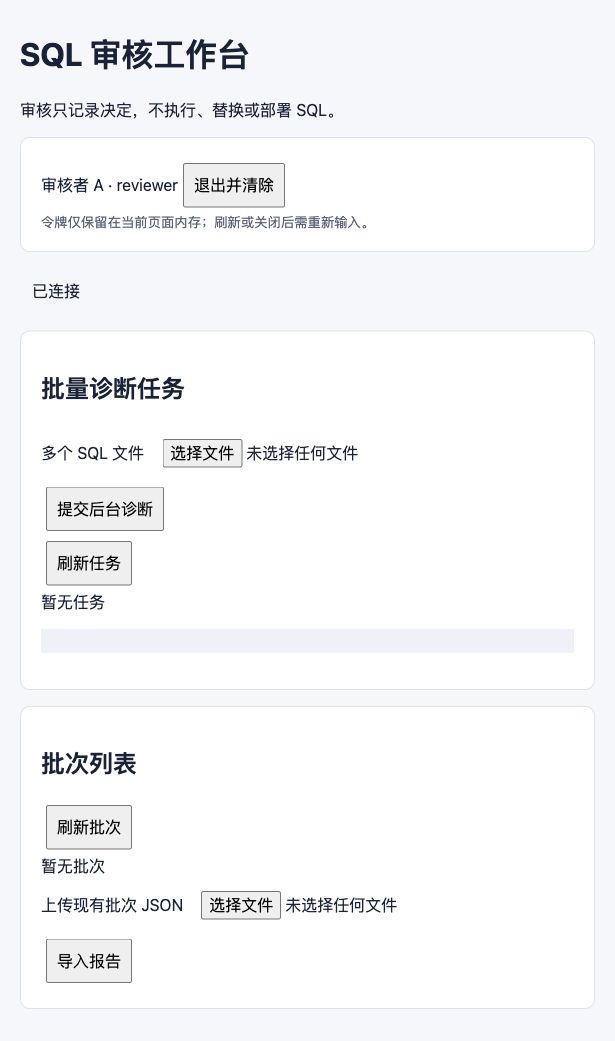 SQL 审核工作台
审核只记录决定，不执行、替换或部署 SQL。
审核者 A · reviewer 退出并清除
令牌仅保留在当前页面内存；刷新或关闭后需重新输入。
已连接
批量诊断任务
多个 SQL 文件 选择文件 未选择任何文件
提交后台诊断
刷新任务
暂无任务
批次列表
刷新批次
暂无批次
上传现有批次 JSON 选择文件 未选择任何文件
导入报告